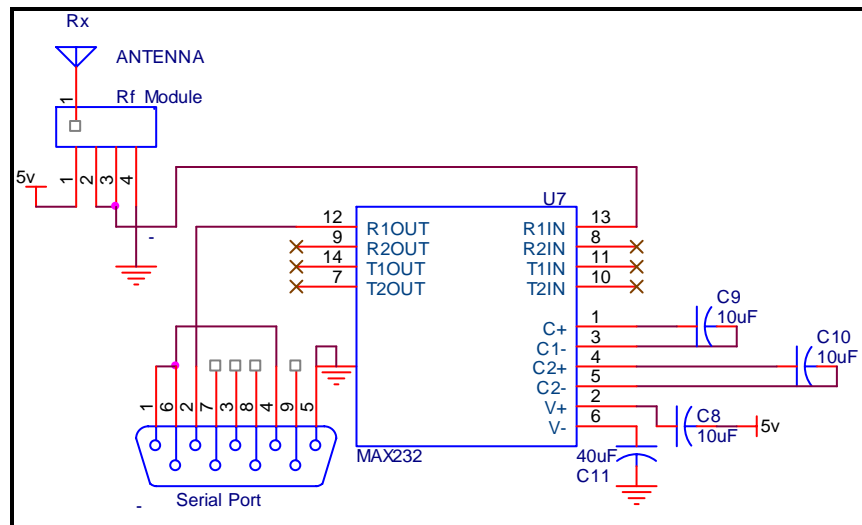 Rx
ANTENNA
1
Rf Module
5v
1
2
3
4
-
U7
12
R1OUT
R1IN
13
9
R2OUT
R2IN
8
14
T1OUT
T1IN
11
7
T2OUT
T2IN
10
C+
1
C1-
3
C2+
4
C2-
5
V+
2
V-
6
C9
10uF
C10
10uF
C8
10uF
5v
40uF
C11
MAX232
1
6
2
7
3
8
4
9
5
Serial Port
-